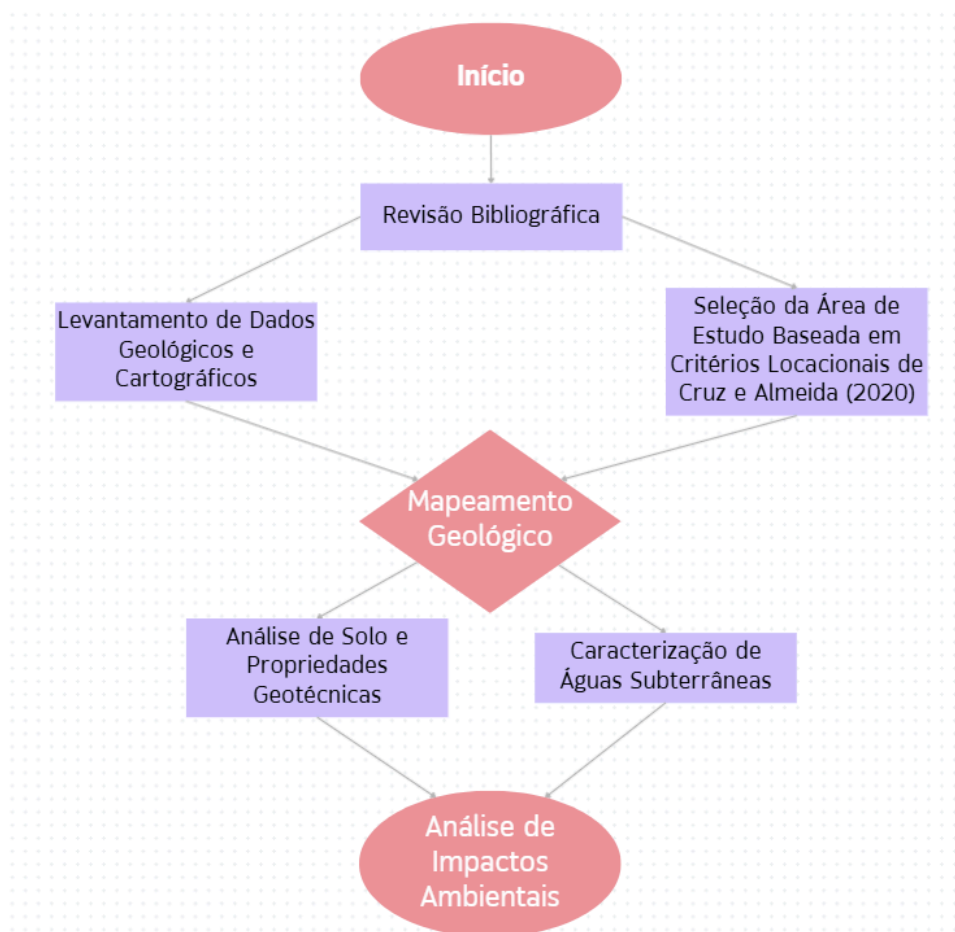 Início
Revisão Bibliográfica
Levantamento de Dados
Geológicos e
Cartográficos
Seleção da Área de
Estudo Baseada em
Critérios Locacionais de
Cruz e Almeida (2020)
Mapeamento
Geológico
Análise de Solo e
Propriedades
Geotécnicas
Caracterização de
Águas Subterrâneas
Análise de
Impactos
Ambientais